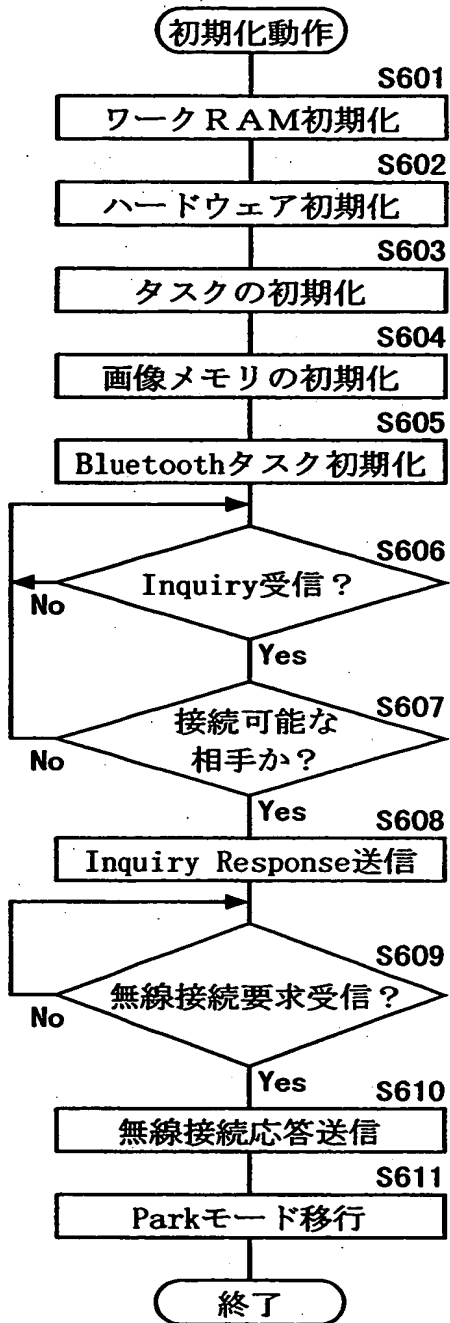 初期化動作
S601
ワークRAM初期化
S602
ハードウェア初期化
S603
タスクの初期化
S604
画像メモリの初期化
S605
Bluetoothタスク初期化
S606
Inquiry受信？
No
Yes
S607
接続可能な
相手か？
No
Yes
S608
Inquiry Response送信
S609
無線接続要求受信？
No
Yes
S610
無線接続応答送信
S611
Parkモード移行
終了